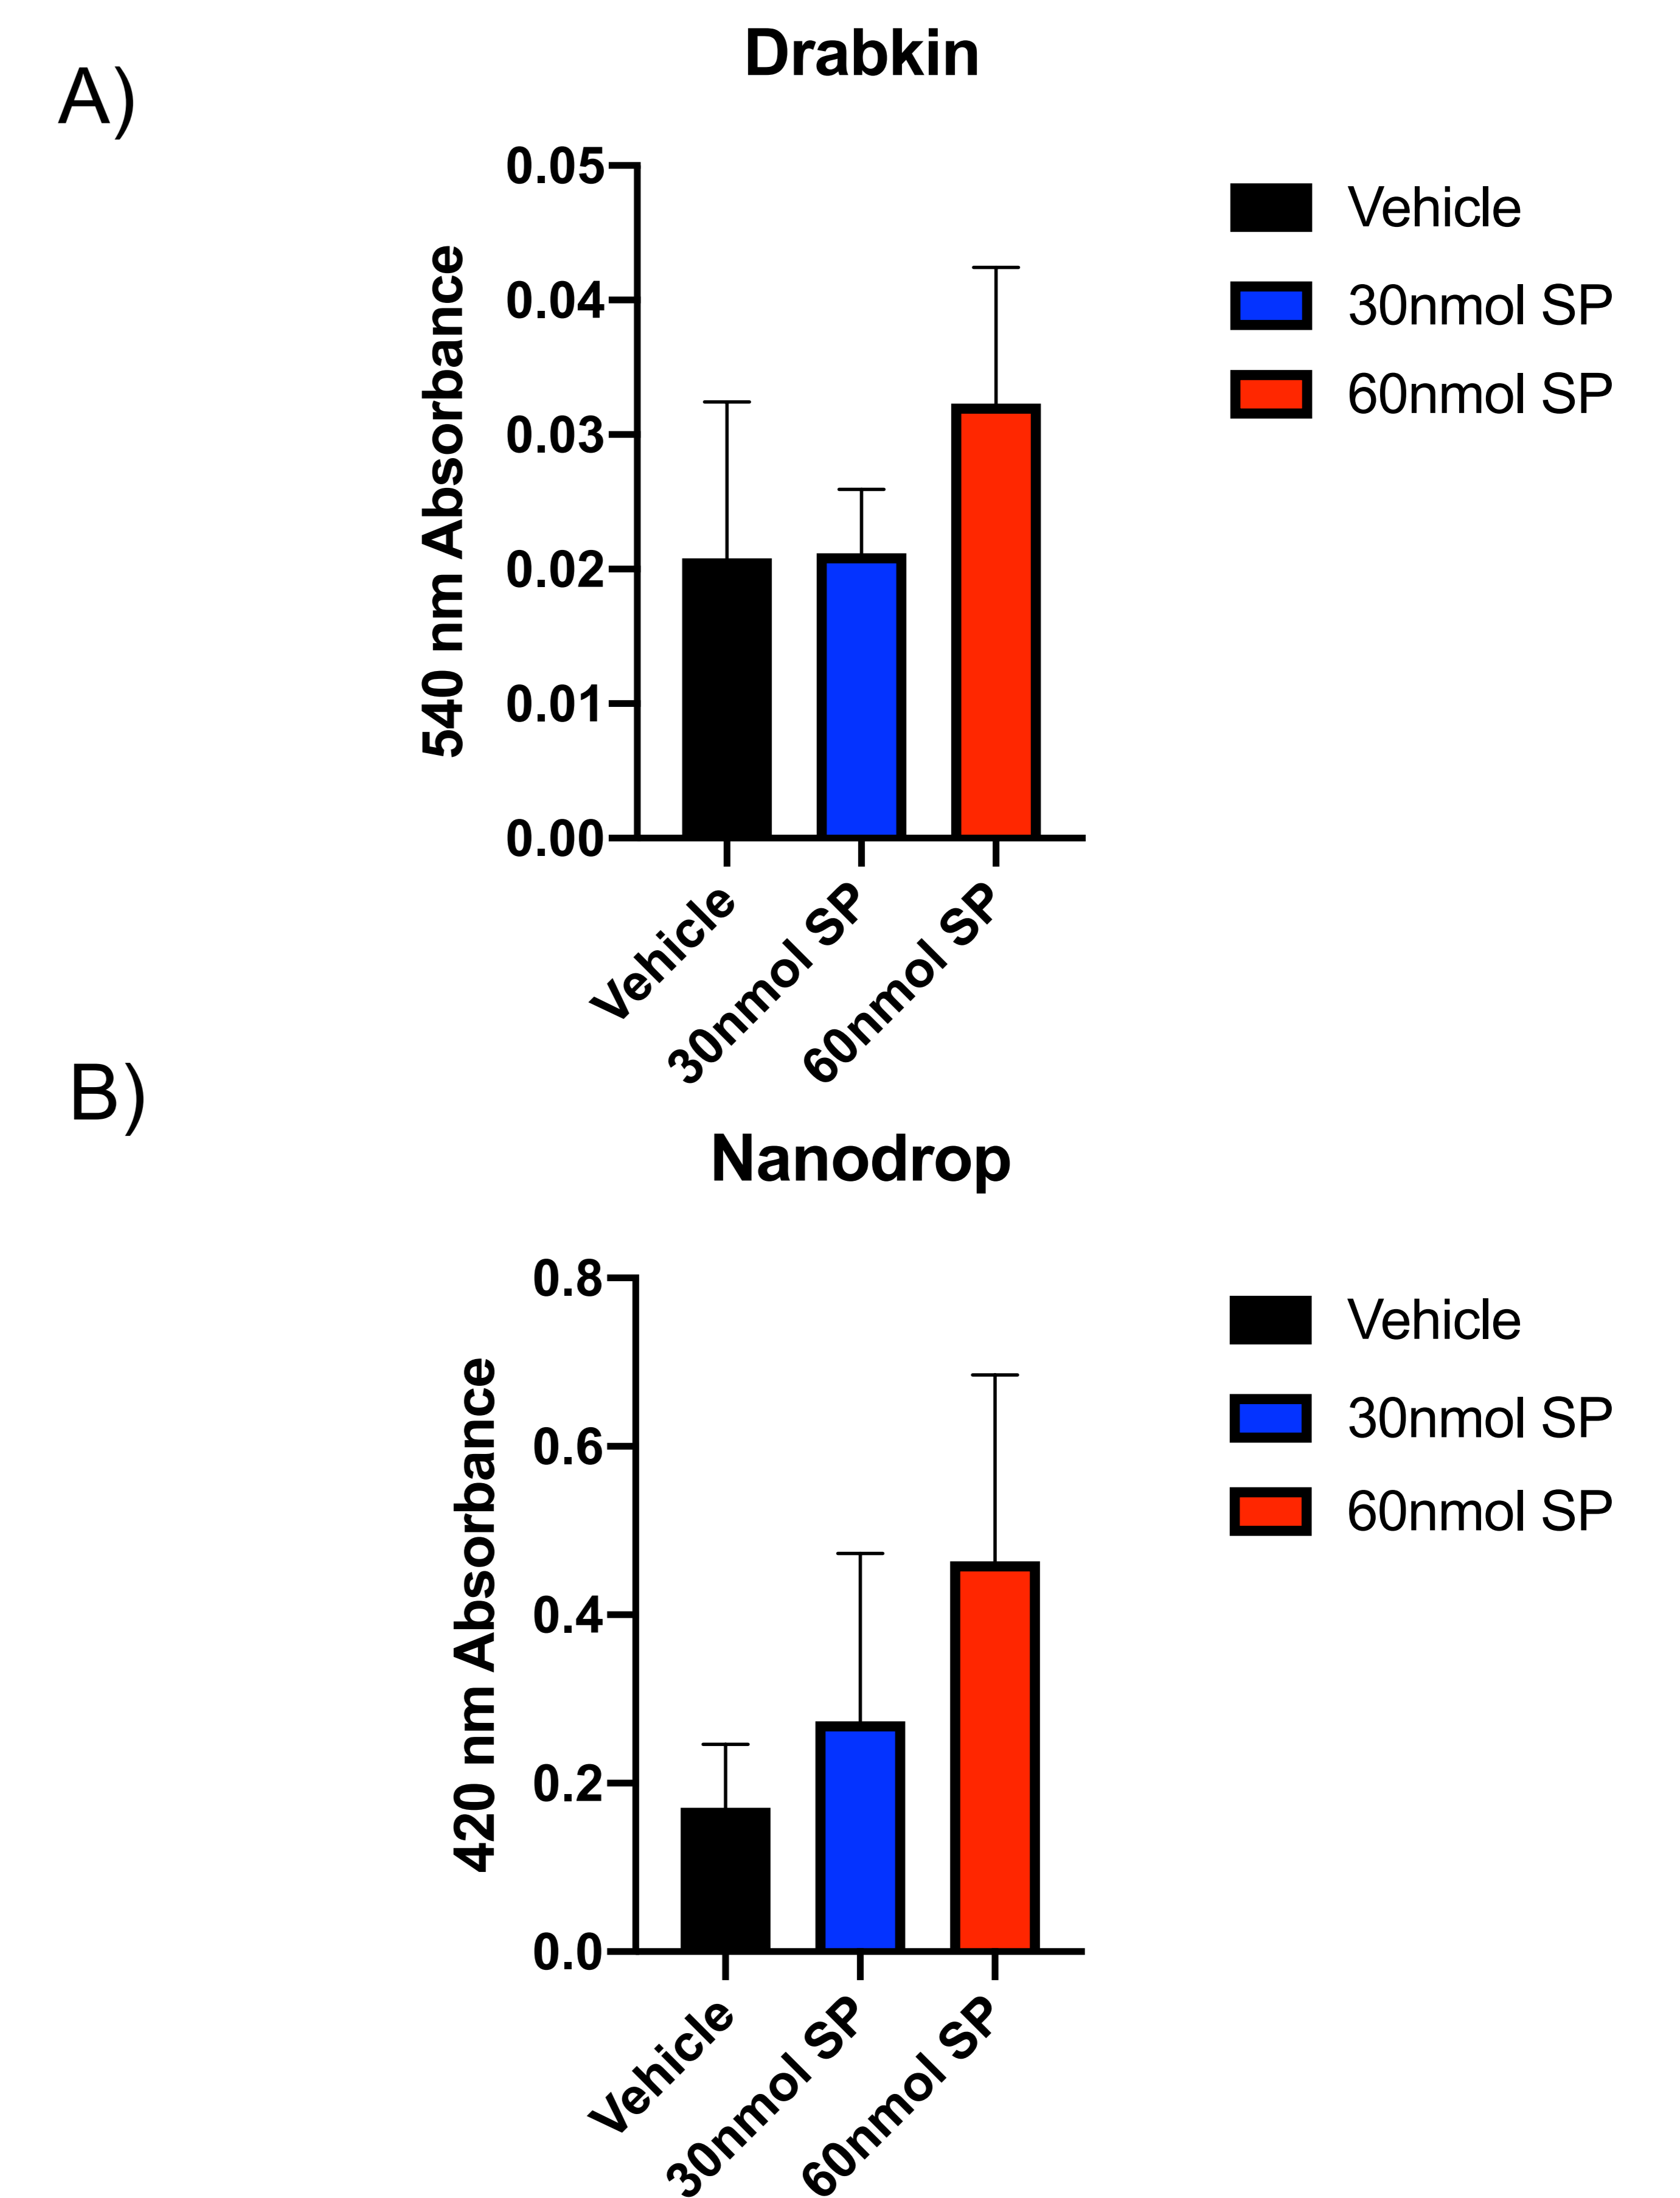 A)
Drabkin
0.05
0.04
0.03
0.02
0.01
0.00
540 nm Absorbance
Vehicle
30nmol SP
60nmol SP
Vehicle
30nmol SP
60nmol SP
B)
Nanodrop
0.8
0.6
0.4
0.2
0.0
420 nm Absorbance
Vehicle
30nmol SP
60nmol SP
Vehicle
30nmol SP
60nmol SP